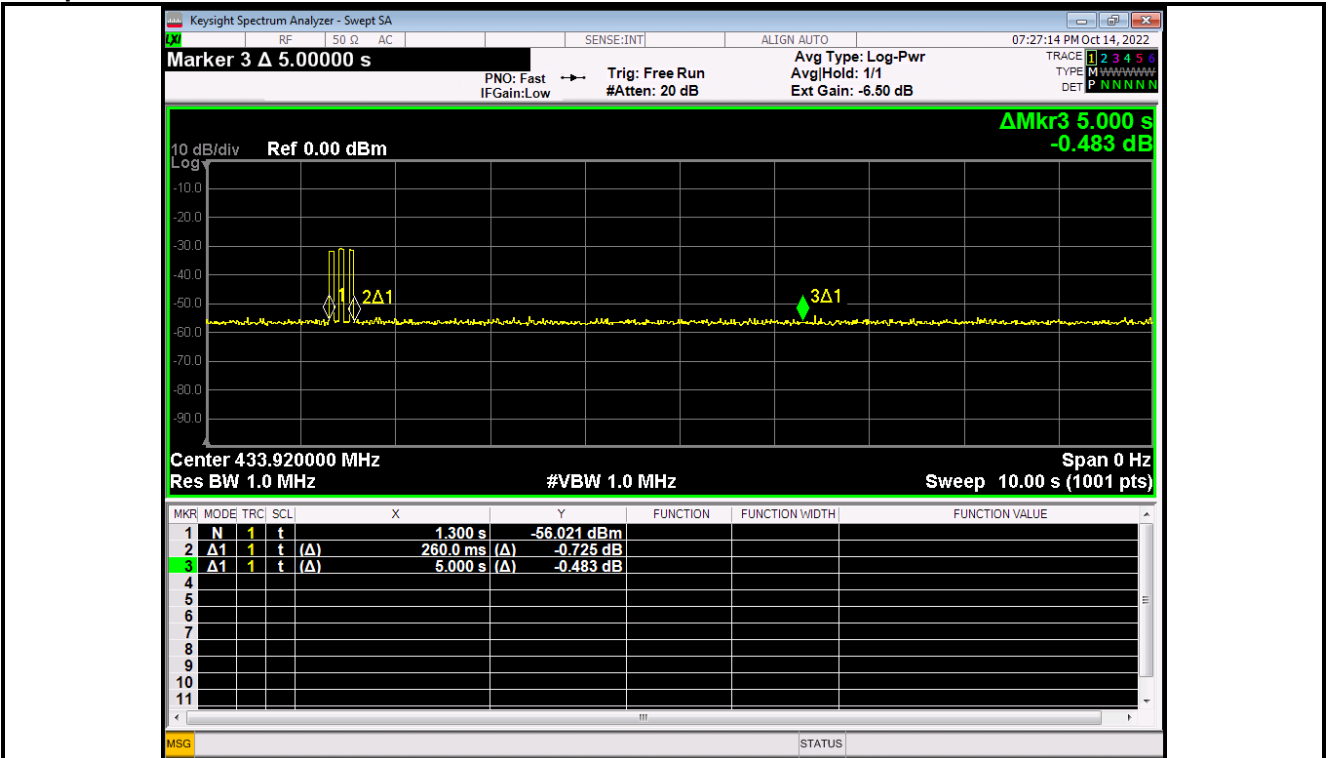 Keysight Spectrum Analyzer - Swept SA
LXI RF 50 Ω AC SENSE:INT ALIGN AUTO 07:27:14 PM Oct 14, 2022
Marker 3 Δ 5.00000 s
PNO: Fast Trig: Free Run Avg Type: Log-Pwr TRACE 1 2 3 4 5 6
IFGain:Low #Atten: 20 dB Avg|Hold: 1/1 TYPE M WWWWW
Ext Gain: -6.50 dB DET P N N N N N
ΔMkr3 5.000 s
-0.483 dB
10 dB/div Ref 0.00 dBm
Log
-10.0
-20.0
-30.0
-40.0
1 2Δ1 3Δ1
-50.0
-60.0
-70.0
-80.0
-90.0
Center 433.920000 MHz Span 0 Hz
Res BW 1.0 MHz #VBW 1.0 MHz Sweep 10.00 s (1001 pts)
MKR MODE TRC SCL X Y FUNCTION FUNCTION WIDTH FUNCTION VALUE
1 N 1 t 1.300 s -56.021 dBm
2 Δ1 1 t (Δ) 260.0 ms (Δ) -0.725 dB
3 Δ1 1 t (Δ) 5.000 s (Δ) -0.483 dB
4
5
6
7
8
9
10
11
MSG STATUS